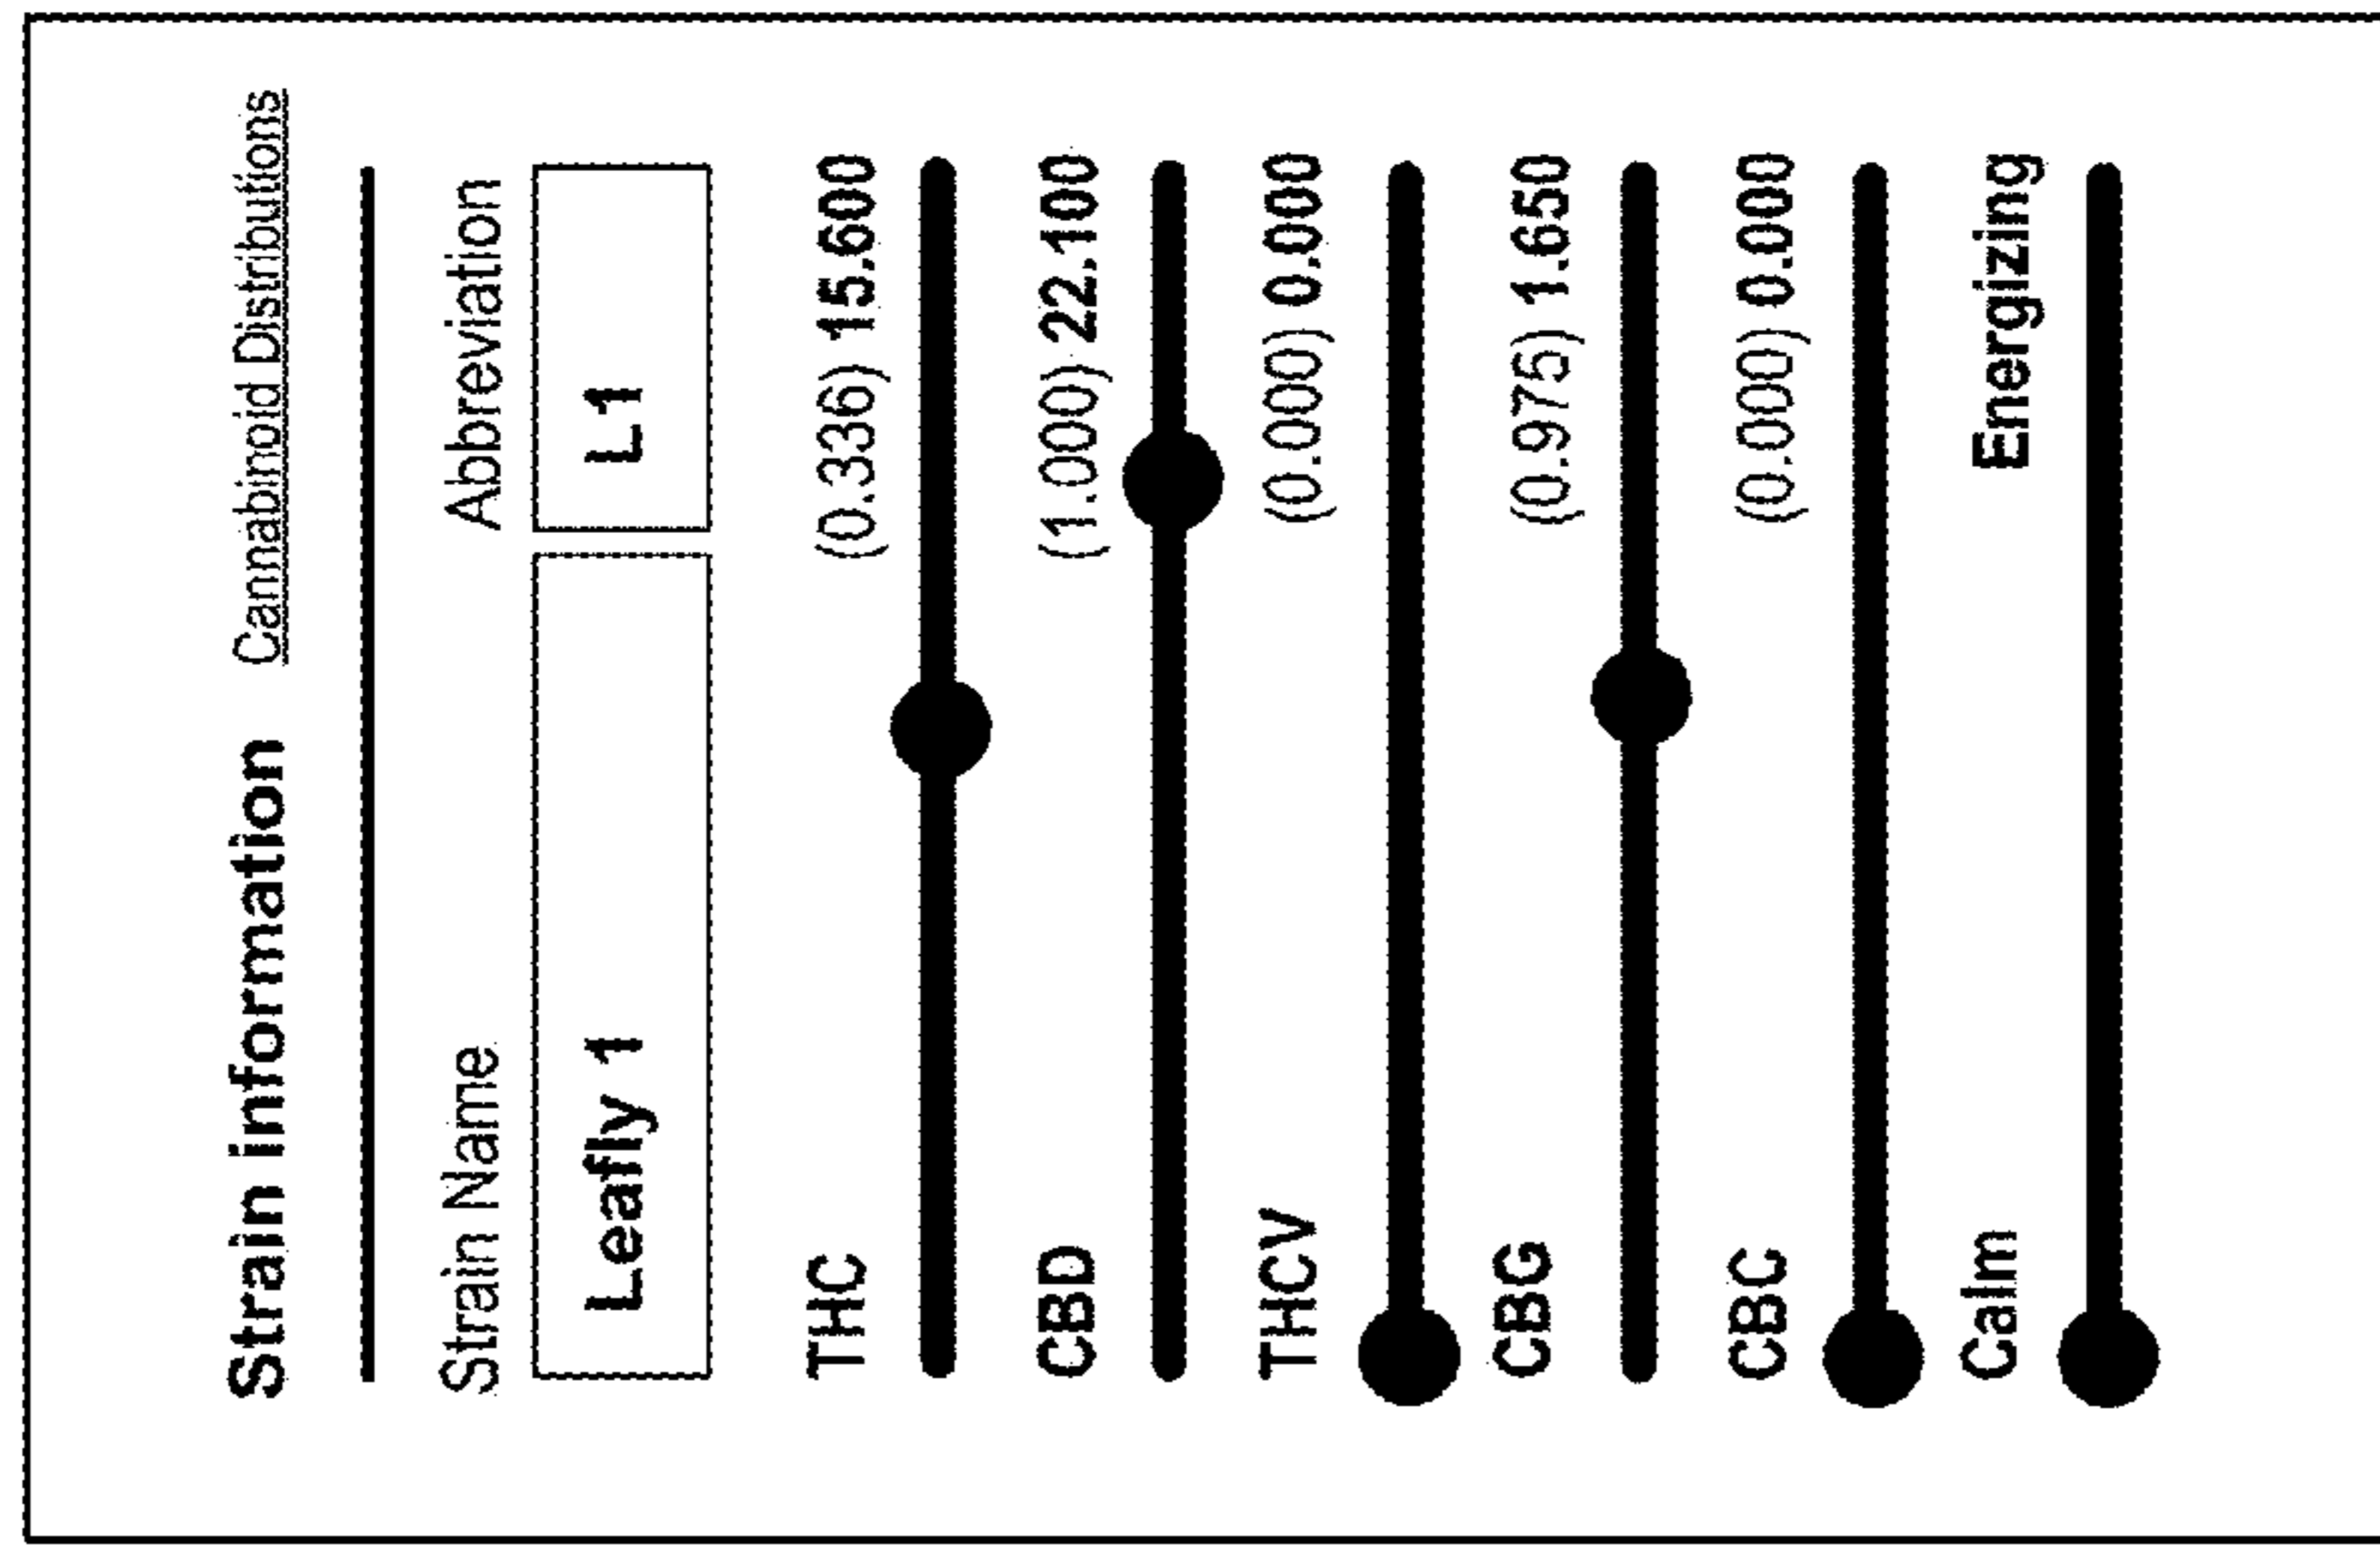 Strain information Cannabinoid Distributions
Strain Name Abbreviation
Leafly 1 L1
THC (0.336) 15.600
CBD (1.000) 22.100
THCV (0.000) 0.000
CBG (0.975) 1.650
CBC (0.000) 0.000
Calm Energizing